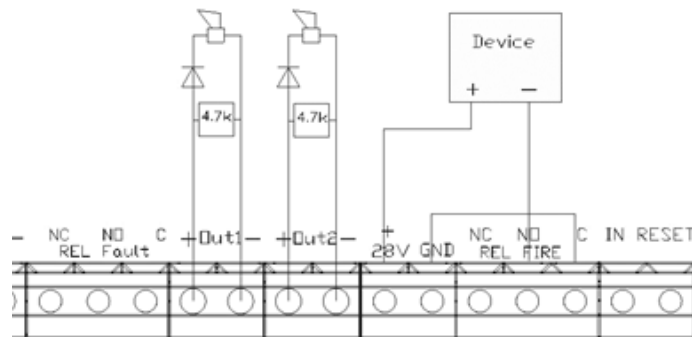 Device
+ −
4.7k 4.7k
+
− NC NO C +Out1− +Out2− 28V GND NC NO C IN RESET
REL Fault REL FIRE